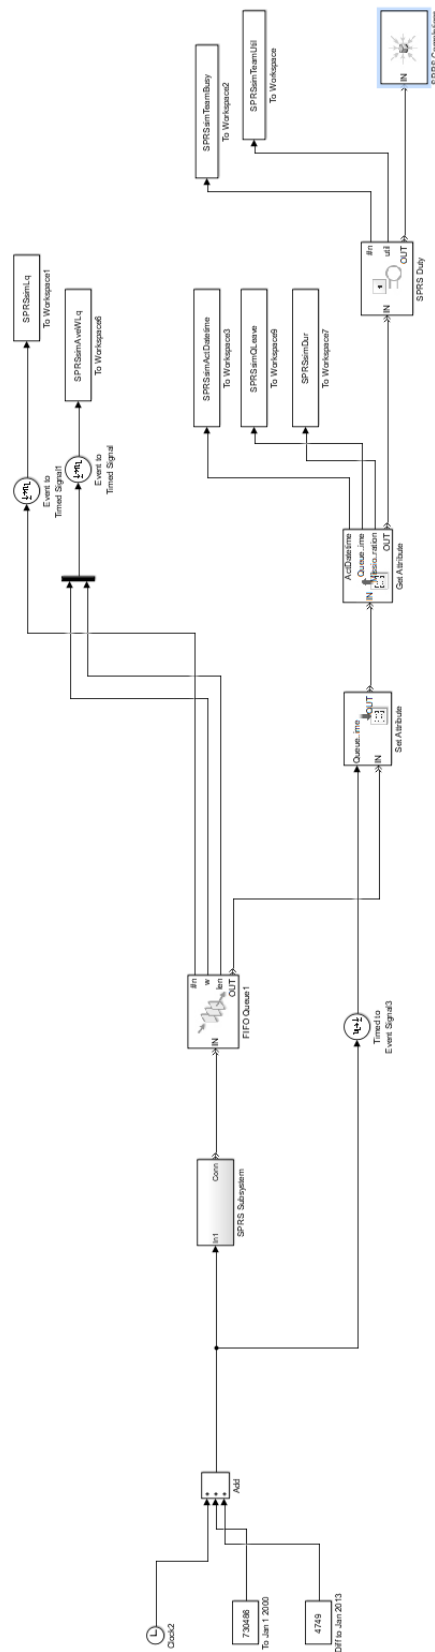 Clock2
730486
To Jan 1 2000
4749
Dif to Jan 2013
Add
In1
Conn
SPRS Subsystem
IN
#n
w
len
OUT
FIFO Queue1
Timed to
Event Signal3
Event to
Timed Signal1
SPRSsimLq
To Workspace1
Event to
Timed Signal
SPRSsimAveWLq
To Workspace6
Queue..ime
IN
OUT
Set Attribute
IN
ActDatetime
Queue..ime
OUT
Get Attribute
SPRSsimActDatetime
To Workspace3
SPRSsimQLeave
To Workspace9
SPRSsimDur
To Workspace7
IN
#n
util
OUT
SPRS Duty
SPRSsimTeamBusy
To Workspace2
SPRSsimTeamUtil
To Workspace
IN